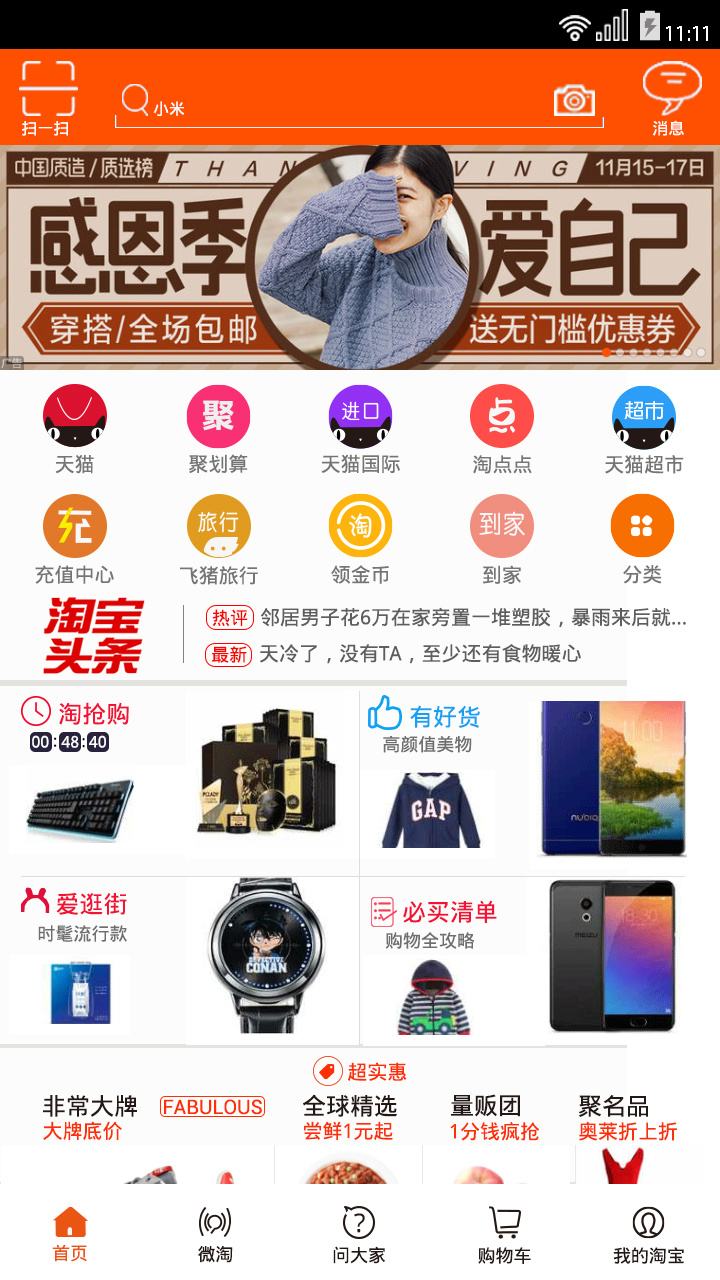 11:11
扫一扫
小米
消息
中国质造/质选榜
THAN VING
11月15-17日
感恩季
爱自己
穿搭/全场包邮
送无门槛优惠券
广告
聚
进口
点
超市
天猫
聚划算
天猫国际
淘点点
天猫超市
充
旅行
淘
到家
充值中心
飞猪旅行
领金币
到家
分类
淘宝
头条
热评 邻居男子花6万在家旁置一堆塑胶，暴雨来后就...
最新 天冷了，没有TA，至少还有食物暖心
淘抢购
00:48:40
PCLADY
有好货
高颜值美物
GAP
11:00
nubia
爱逛街
时髦流行款
DETECTIVE
CONAN
必买清单
购物全攻略
MEIZU
18:30
超实惠
非常大牌
FABULOUS
全球精选
量贩团
聚名品
大牌底价
尝鲜1元起
1分钱疯抢
奥莱折上折
首页
微淘
问大家
购物车
我的淘宝